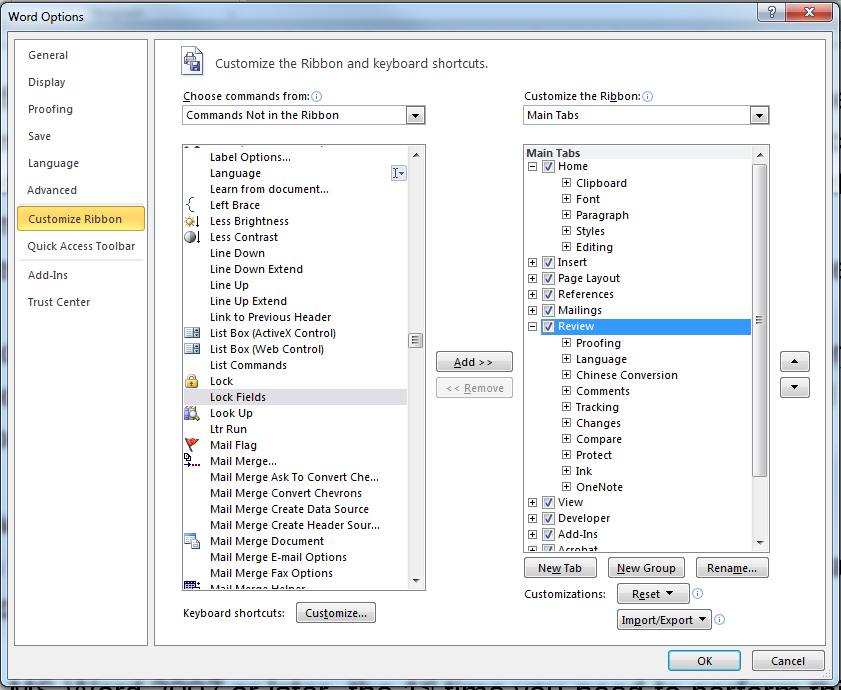 Word Options
General
Display
Proofing
Save
Language
Advanced
Customize Ribbon
Quick Access Toolbar
Add-Ins
Trust Center
Customize the Ribbon and keyboard shortcuts.
Choose commands from:
Commands Not in the Ribbon
Label Options...
Language
Learn from document...
Left Brace
Less Brightness
Less Contrast
Line Down
Line Down Extend
Line Up
Line Up Extend
Link to Previous Header
List Box (ActiveX Control)
List Box (Web Control)
List Commands
Lock
Lock Fields
Look Up
Ltr Run
Mail Flag
Mail Merge...
Mail Merge Ask To Convert Che...
Mail Merge Convert Chevrons
Mail Merge Create Data Source
Mail Merge Create Header Sour...
Mail Merge Document
Mail Merge E-mail Options
Mail Merge Fax Options
Mail Merge Helper
Keyboard shortcuts: Customize...
Add >>
<< Remove
Customize the Ribbon:
Main Tabs
Main Tabs
Home
Clipboard
Font
Paragraph
Styles
Editing
Insert
Page Layout
References
Mailings
Review
Proofing
Language
Chinese Conversion
Comments
Tracking
Changes
Compare
Protect
Ink
OneNote
View
Developer
Add-Ins
Acrobat
New Tab New Group Rename...
Customizations: Reset
Import/Export
OK Cancel